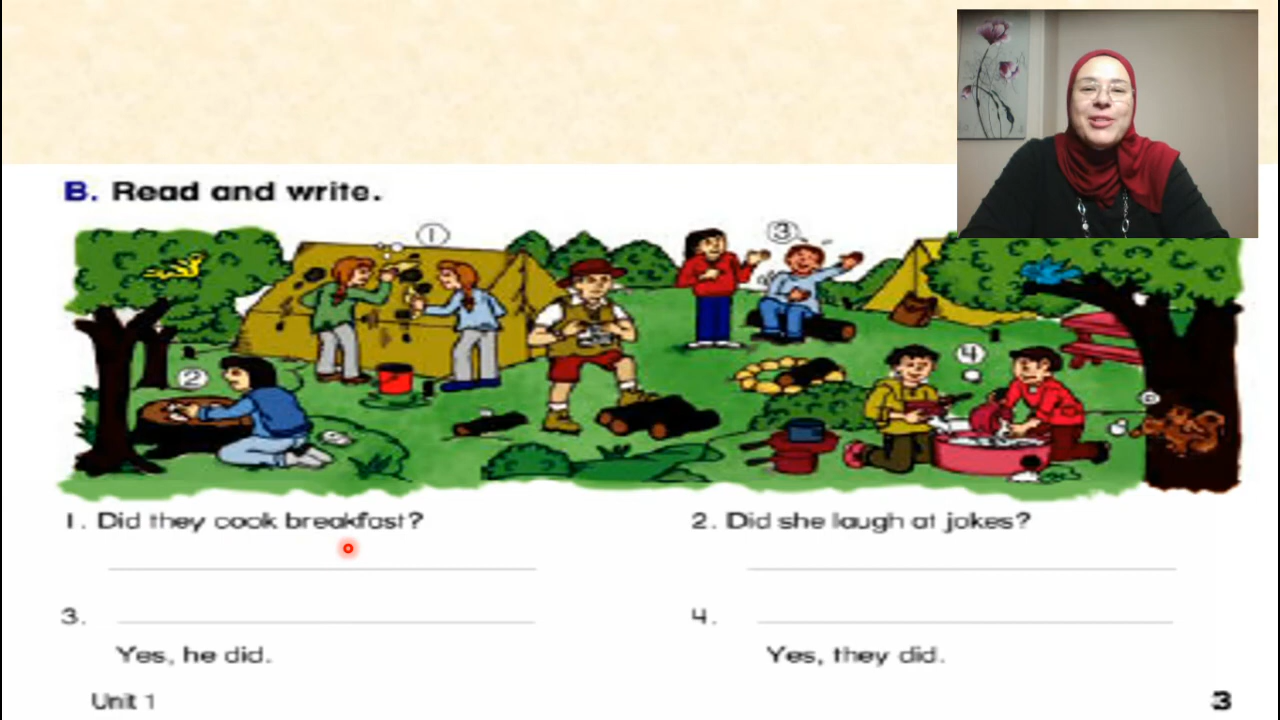 B. Read and write.
1
3
2
4
1. Did they cook breakfast?
2. Did she laugh at jokes?
3.
4.
Yes, he did.
Yes, they did.
Unit 1
3